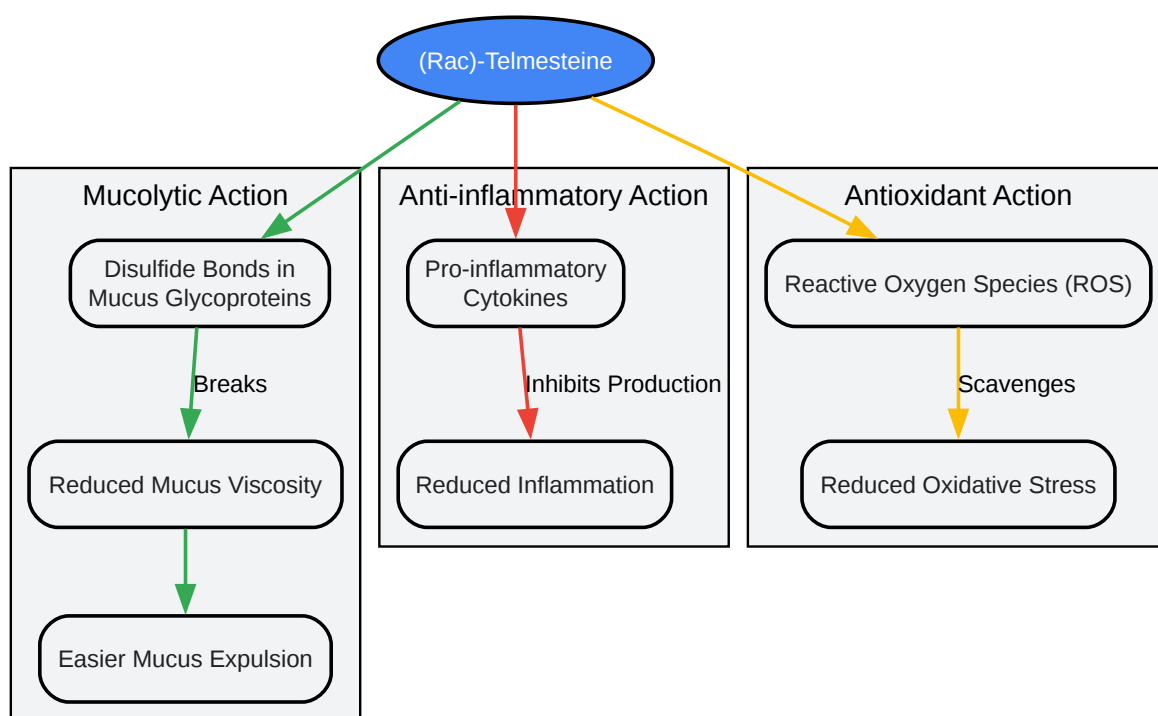 (Rac)-Telmesteine
Mucolytic Action
Disulfide Bonds in
Mucus Glycoproteins
Breaks
Reduced Mucus Viscosity
Easier Mucus Expulsion
Anti-inflammatory Action
Pro-inflammatory
Cytokines
Inhibits Production
Reduced Inflammation
Antioxidant Action
Reactive Oxygen Species (ROS)
Scavenges
Reduced Oxidative Stress